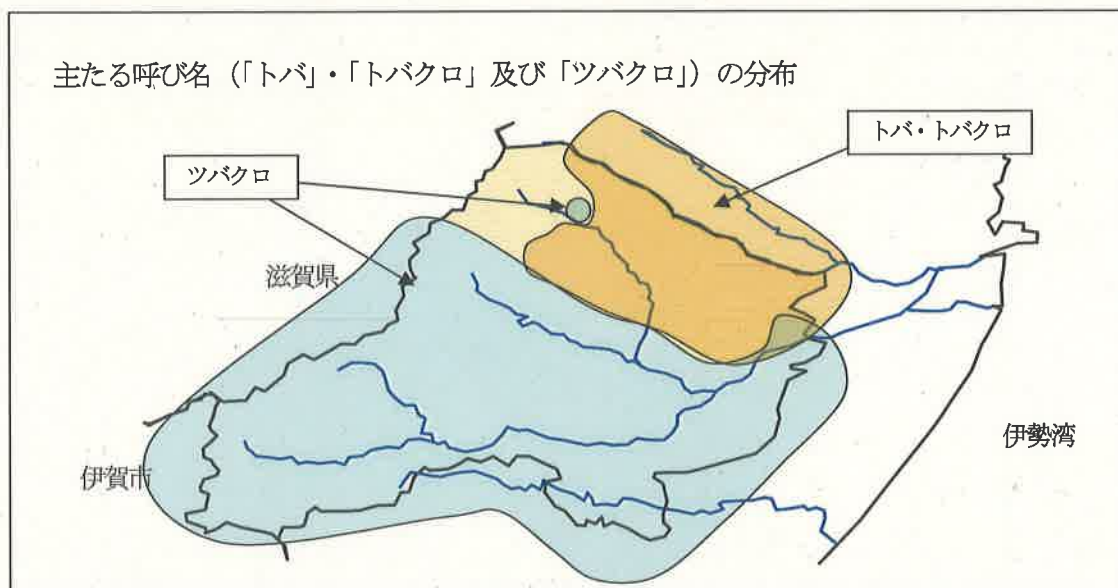 主たる呼び名（「トバ」・「トバクロ」及び「ツバクロ」）の分布
トバ・トバクロ
ツバクロ
滋賀県
伊賀市
伊勢湾